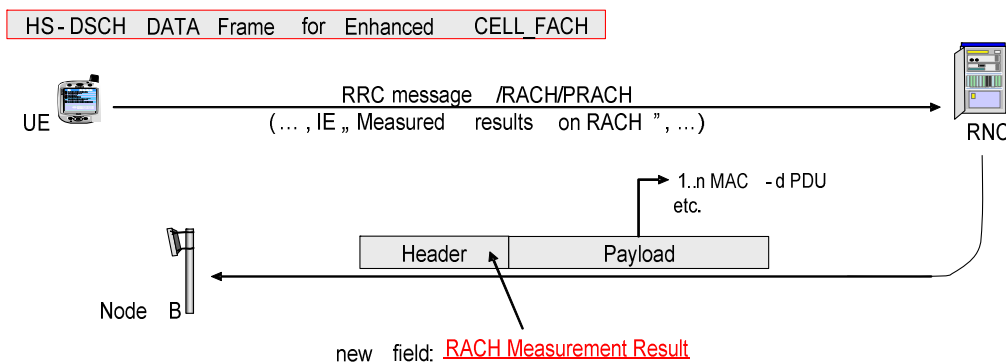 HS-DSCH DATA Frame for Enhanced CELL_FACH
RRC message /RACH/PRACH
UE
(… , IE „ Measured results on RACH ", …)
RNC
1..n MAC -d PDU
etc.
Header
Payload
Node B
new field: RACH Measurement Result